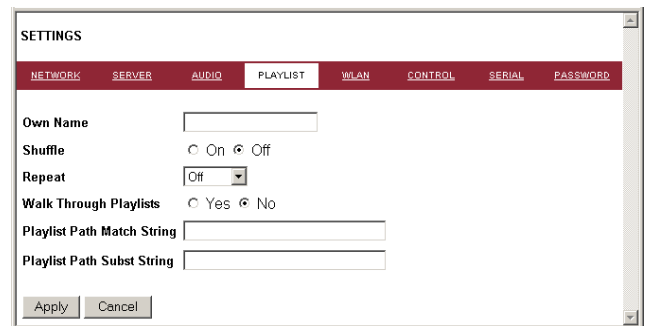 SETTINGS
NETWORK SERVER AUDIO PLAYLIST WLAN CONTROL SERIAL PASSWORD
Own Name
Shuffle On Off
Repeat Off
Walk Through Playlists Yes No
Playlist Path Match String
Playlist Path Subst String
Apply Cancel